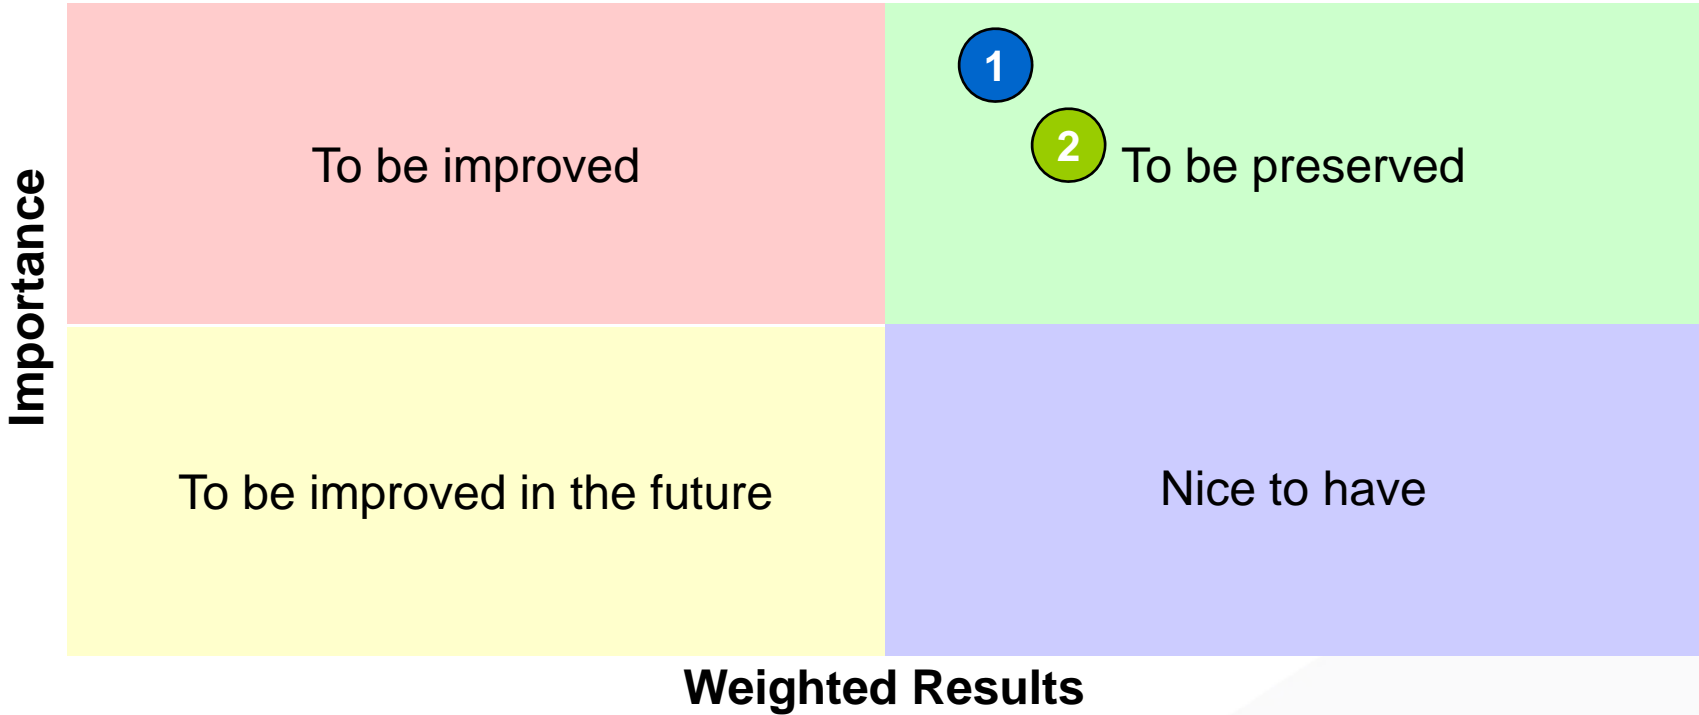 1
2
To be improved
To be preserved
Importance
To be improved in the future
Nice to have
Weighted Results